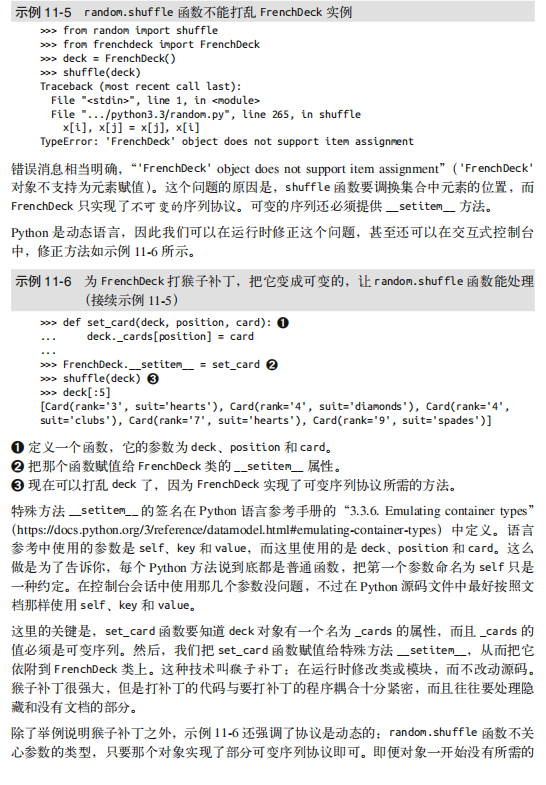 示例 11-5 random.shuffle 函数不能打乱 FrenchDeck 实例
>>> from random import shuffle
>>> from frenchdeck import FrenchDeck
>>> deck = FrenchDeck()
>>> shuffle(deck)
Traceback (most recent call last):
File "<stdin>", line 1, in <module>
File ".../python3.3/random.py", line 265, in shuffle
x[i], x[j] = x[j], x[i]
TypeError: 'FrenchDeck' object does not support item assignment
错误消息相当明确，“'FrenchDeck' object does not support item assignment”（'FrenchDeck'
对象不支持为元素赋值）。这个问题的原因是，shuffle 函数要调换集合中元素的位置，而
FrenchDeck 只实现了不可变的序列协议。可变的序列还必须提供 __setitem__ 方法。
Python 是动态语言，因此我们可以在运行时修正这个问题，甚至还可以在交互式控制台
中，修正方法如示例 11-6 所示。
示例 11-6 为 FrenchDeck 打猴子补丁，把它变成可变的，让 random.shuffle 函数能处理
（接续示例 11-5）
>>> def set_card(deck, position, card): ❶
... deck._cards[position] = card
...
>>> FrenchDeck.__setitem__ = set_card ❷
>>> shuffle(deck) ❸
>>> deck[:5]
[Card(rank='3', suit='hearts'), Card(rank='4', suit='diamonds'), Card(rank='4',
suit='clubs'), Card(rank='7', suit='hearts'), Card(rank='9', suit='spades')]
❶ 定义一个函数，它的参数为 deck、position 和 card。
❷ 把那个函数赋值给 FrenchDeck 类的 __setitem__ 属性。
❸ 现在可以打乱 deck 了，因为 FrenchDeck 实现了可变序列协议所需的方法。
特殊方法 __setitem__ 的签名在 Python 语言参考手册的“3.3.6. Emulating container types”
(https://docs.python.org/3/reference/datamodel.html#emulating-container-types）中定义。语言
参考中使用的参数是 self、key 和 value，而这里使用的是 deck、position 和 card。这么
做是为了告诉你，每个 Python 方法说到底都是普通函数，把第一个参数命名为 self 只是
一种约定。在控制台会话中使用那几个参数没问题，不过在 Python 源码文件中最好按照文
档那样使用 self、key 和 value。
这里的关键是，set_card 函数要知道 deck 对象有一个名为 _cards 的属性，而且 _cards 的
值必须是可变序列。然后，我们把 set_card 函数赋值给特殊方法 __setitem__，从而把它
依附到 FrenchDeck 类上。这种技术叫猴子补丁：在运行时修改类或模块，而不改动源码。
猴子补丁很强大，但是打补丁的代码与要打补丁的程序耦合十分紧密，而且往往要处理隐
藏和没有文档的部分。
除了举例说明猴子补丁之外，示例 11-6 还强调了协议是动态的：random.shuffle 函数不关
心参数的类型，只要那个对象实现了部分可变序列协议即可。即便对象一开始没有所需的